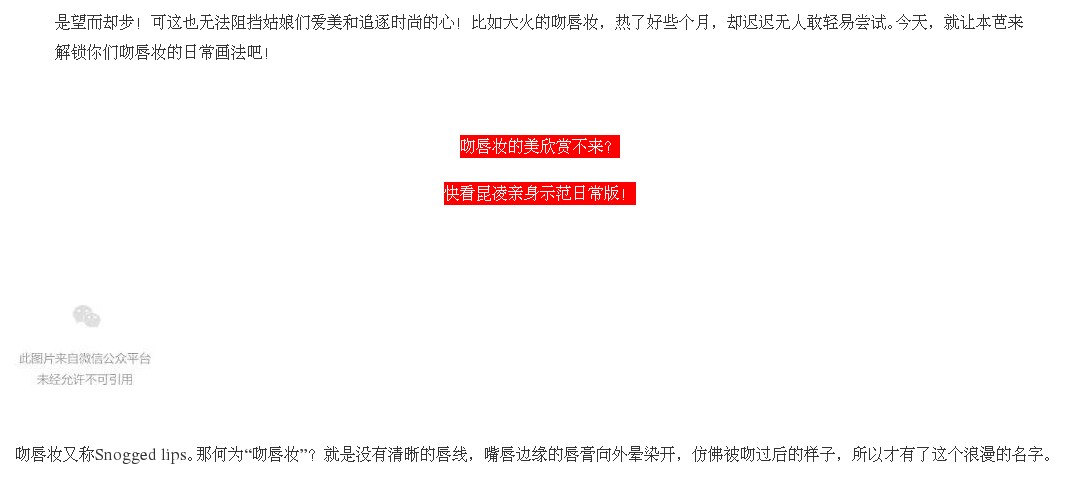 是望而却步！可这也无法阻挡姑娘们爱美和追逐时尚的心！比如大火的吻唇妆，热了好些个月，却迟迟无人敢轻易尝试。今天，就让本芭来
解锁你们吻唇妆的日常画法吧！
吻唇妆的美欣赏不来？
快看昆凌亲身示范日常版！
此图片来自微信公众平台
未经允许不可引用
吻唇妆又称Snogged lips。那何为“吻唇妆”？就是没有清晰的唇线，嘴唇边缘的唇膏向外晕染开，仿佛被吻过后的样子，所以才有了这个浪漫的名字。